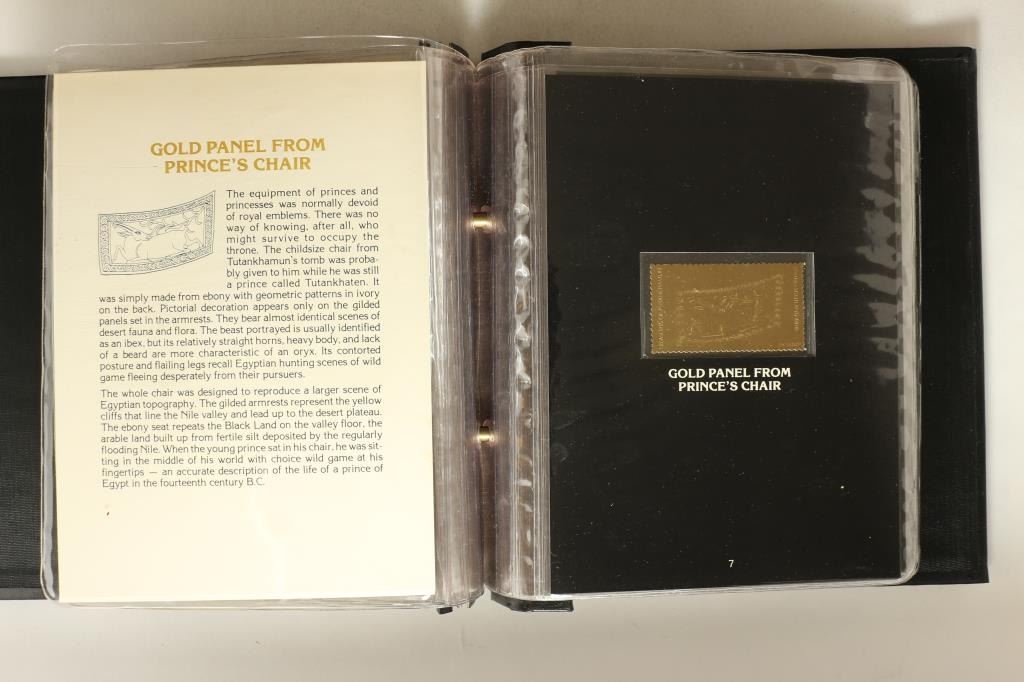 GOLD PANEL FROM
PRINCE'S CHAIR
The equipment of princes and
princesses was normally devoid
of royal emblems. There was no
way of knowing, after all, who
might survive to occupy the
throne. The childsize chair from
Tutankhamun's tomb was proba-
bly given to him while he was still
a prince called Tutankhaten. It
was simply made from ebony with geometric patterns in ivory
on the back. Pictorial decoration appears only on the gilded
panels set in the armrests. They bear almost identical scenes of
desert fauna and flora. The beast portrayed is usually identified
as an ibex, but its relatively straight horns, heavy body, and lack
of a beard are more characteristic of an oryx. Its contorted
posture and flailing legs recall Egyptian hunting scenes of wild
game fleeing desperately from their pursuers.
The whole chair was designed to reproduce a larger scene of
Egyptian topography. The gilded armrests represent the yellow
cliffs that line the Nile valley and lead up to the desert plateau.
The ebony seat repeats the Black Land on the valley floor, the
arable land built up from fertile silt deposited by the regularly
flooding Nile. When the young prince sat in his chair, he was sit-
ting in the middle of his world with choice wild game at his
fingertips — an accurate description of the life of a prince of
Egypt in the fourteenth century B.C.
GOLD PANEL FROM
PRINCE'S CHAIR
7